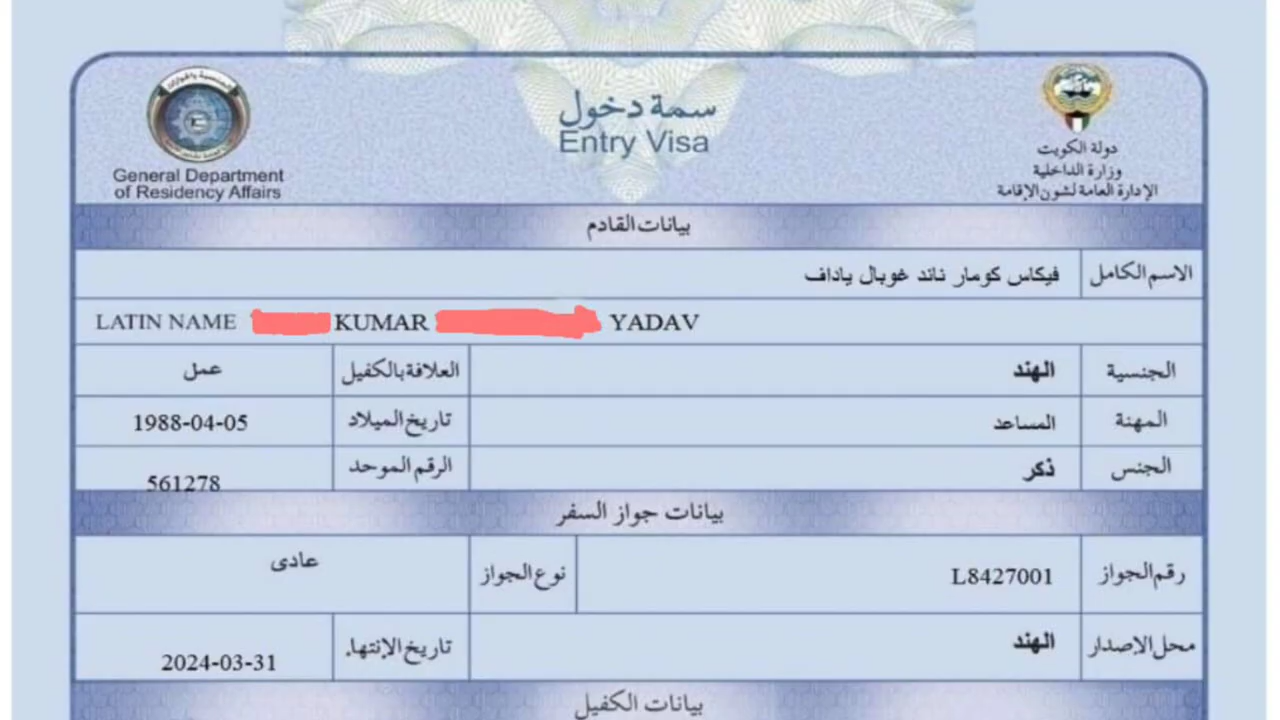 سمة دخول
Entry Visa
General Department
of Residency Affairs
دولة الكويت
وزارة الداخلية
الإدارة العامة لشئون الإقامة
بيانات القادم
الاسم الكامل فيكاس كومار ناند غوبال ياداف
LATIN NAME KUMAR YADAV
الجنسية الهند العلاقة بالكفيل عمل
المهنة المساعد تاريخ الميلاد 1988-04-05
الجنس ذكر الرقم الموحد 561278
بيانات جواز السفر
رقم الجواز L8427001 نوع الجواز عادى
محل الإصدار الهند تاريخ الإنتهاء 2024-03-31
بيانات الكفيل